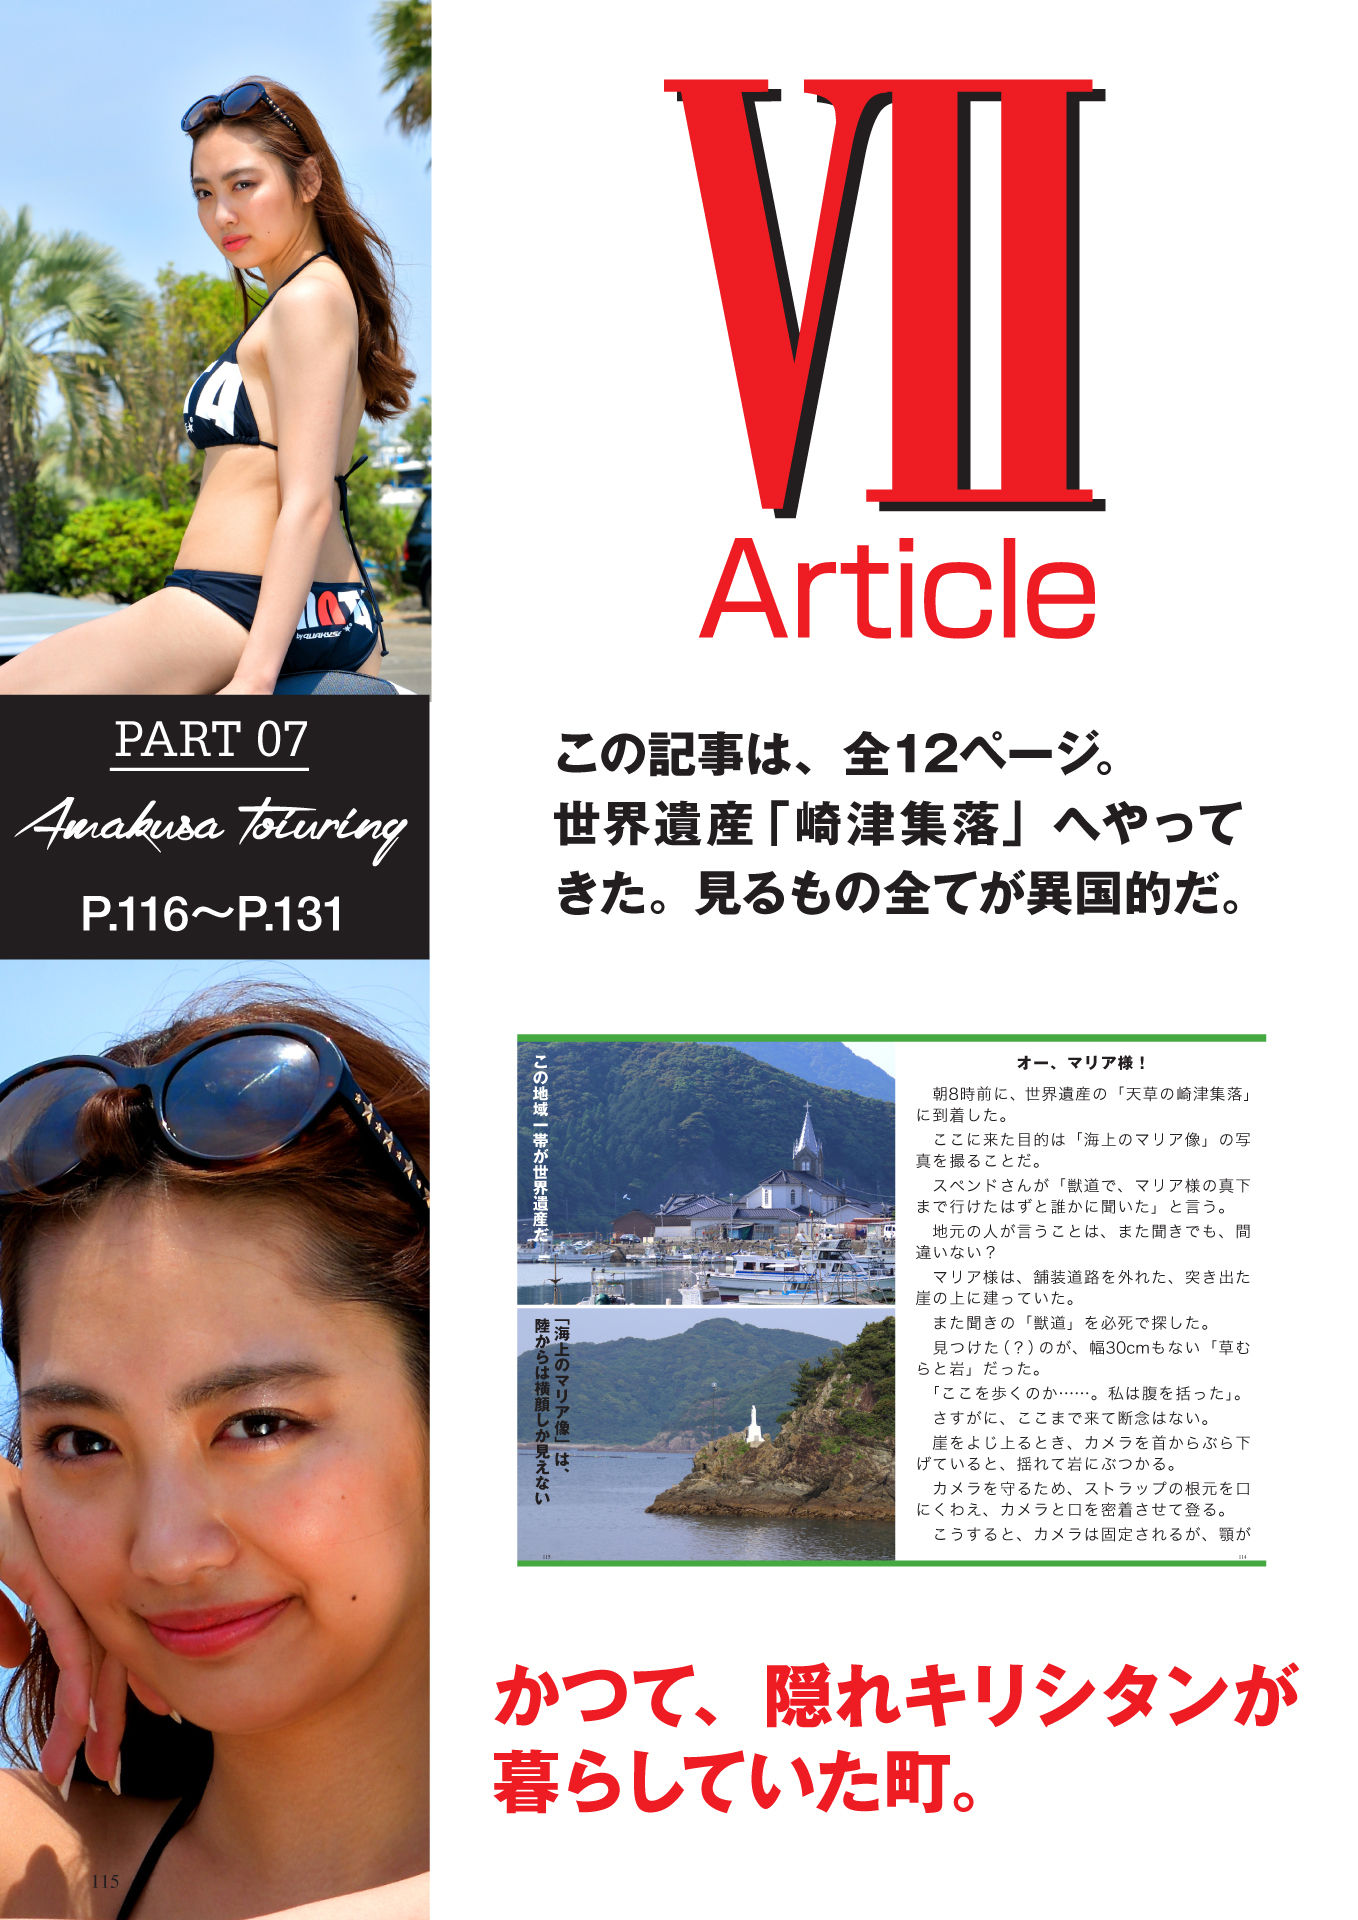 VII
Article
この記事は、全12ページ。
世界遺産「崎津集落」へやって
きた。見るもの全てが異国的だ。
TA
NOTA
by QUAKYSE
PART 07
Amakusa Toiuring
P.116〜P.131
この地域一帯が世界遺産だ
「海上のマリア像」は、
陸からは横顔しか見えない
オー、マリア様！
朝8時前に、世界遺産の「天草の崎津集落」
に到着した。
ここに来た目的は「海上のマリア像」の写
真を撮ることだ。
スペンドさんが「獣道で、マリア様の真下
まで行けたはずと誰かに聞いた」と言う。
地元の人が言うことは、また聞きでも、間
違いない？
マリア様は、舗装道路を外れた、突き出た
崖の上に建っていた。
また聞きの「獣道」を必死で探した。
見つけた（？）のが、幅30cmもない「草む
らと岩」だった。
「ここを歩くのか……。私は腹を括った」。
さすがに、ここまで来て断念はない。
崖をよじ上るとき、カメラを首からぶら下
げていると、揺れて岩にぶつかる。
カメラを守るため、ストラップの根元を口
にくわえ、カメラと口を密着させて登る。
こうすると、カメラは固定されるが、顎が
115
114
かつて、隠れキリシタンが
暮らしていた町。
115